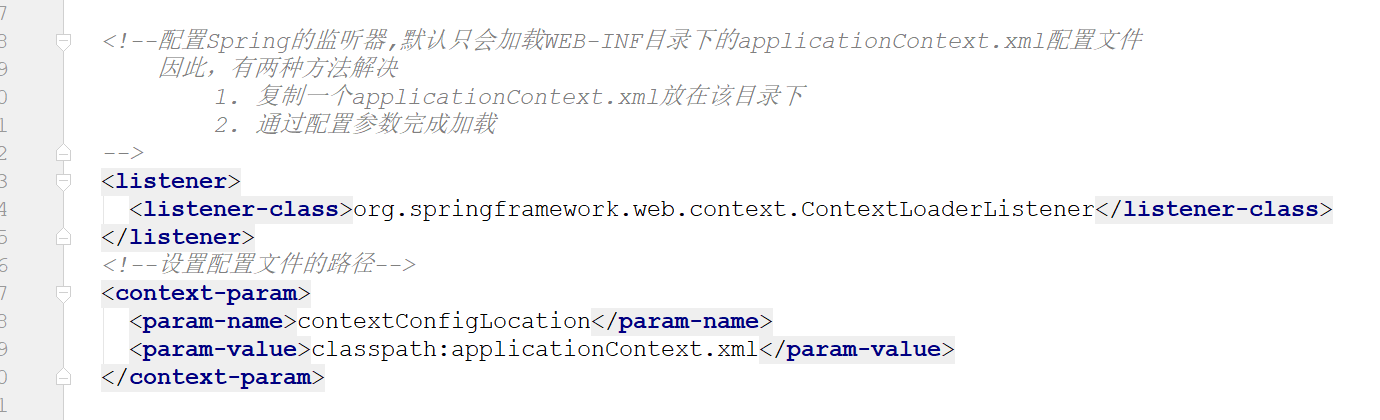 7
8 <!--配置Spring的监听器,默认只会加载WEB-INF目录下的applicationContext.xml配置文件
9 因此，有两种方法解决
0 1. 复制一个applicationContext.xml放在该目录下
1 2. 通过配置参数完成加载
2 -->
3 <listener>
4 <listener-class>org.springframework.web.context.ContextLoaderListener</listener-class>
5 </listener>
6 <!--设置配置文件的路径-->
7 <context-param>
8 <param-name>contextConfigLocation</param-name>
9 <param-value>classpath:applicationContext.xml</param-value>
0 </context-param>
1